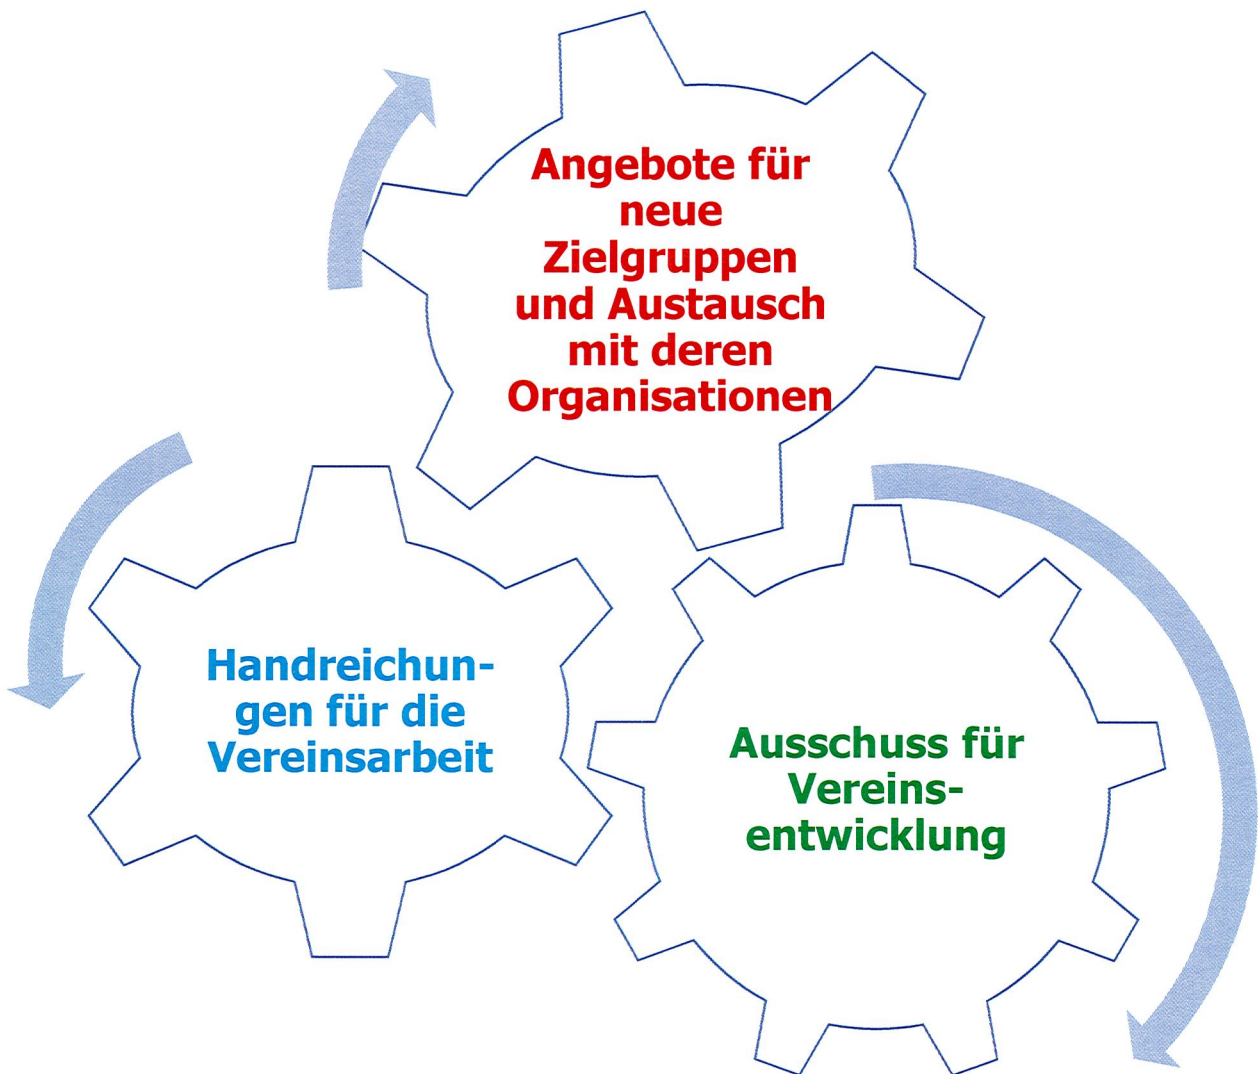 Angebote für
neue
Zielgruppen
und Austausch
mit deren
Organisationen
Handreichun-
gen für die
Vereinsarbeit
Ausschuss für
Vereins-
entwicklung